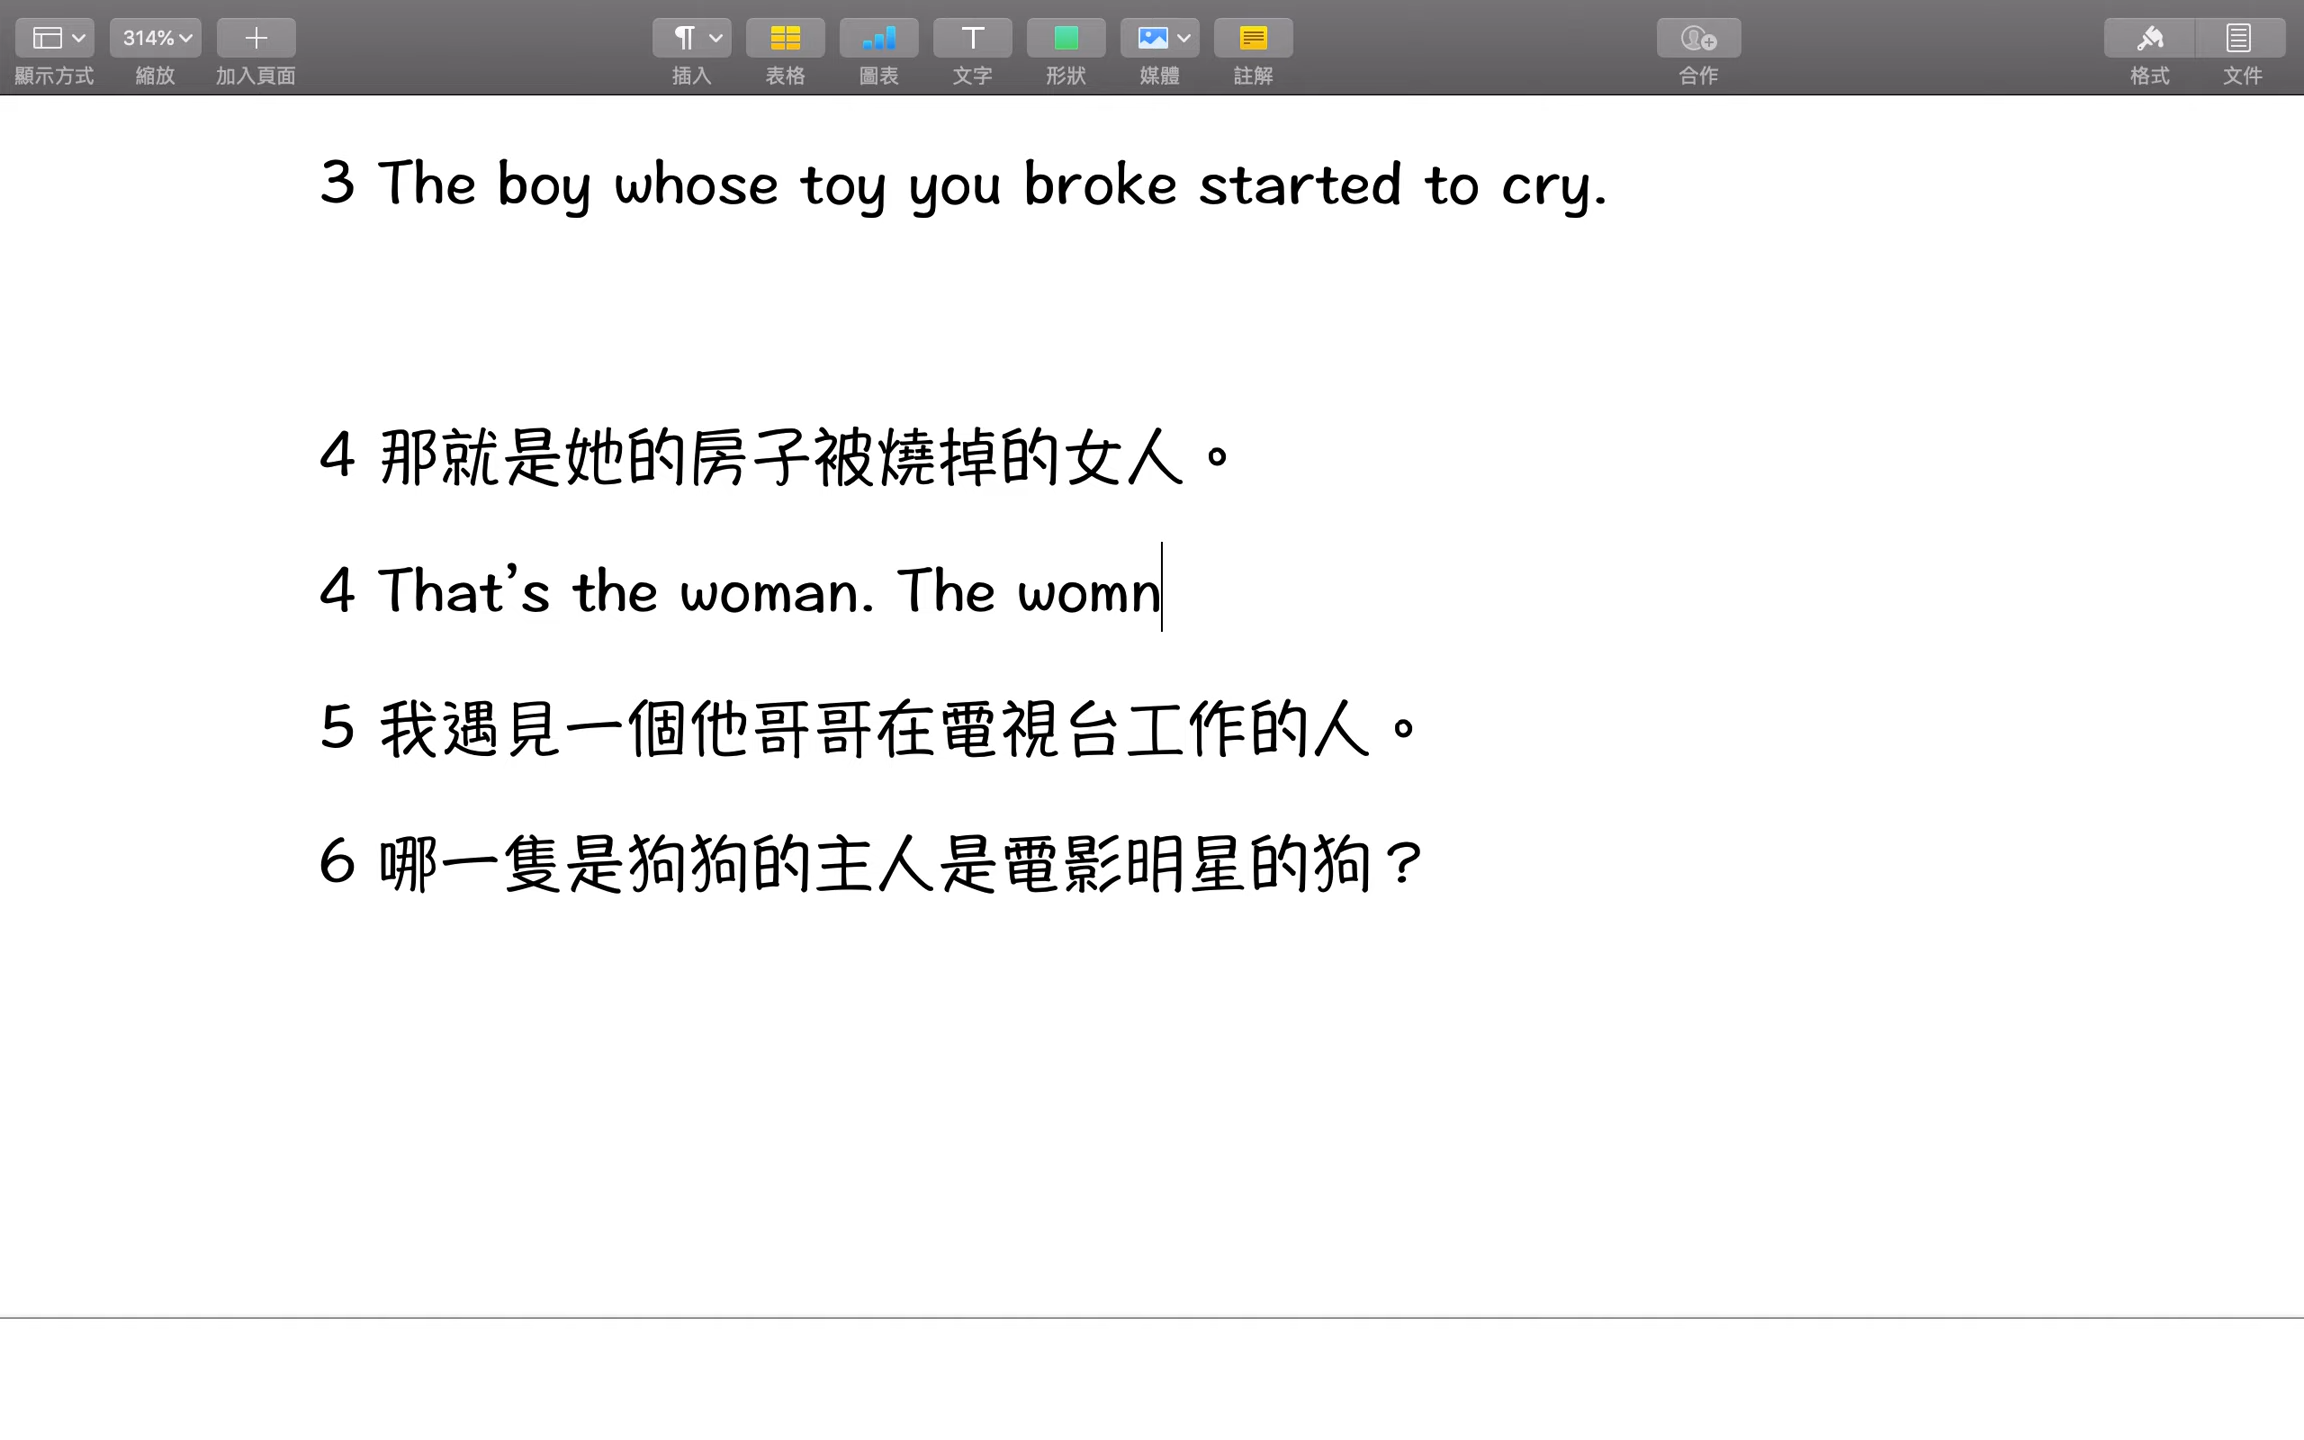 314%
顯示方式 縮放 加入頁面 插入 表格 圖表 文字 形狀 媒體 註解 合作 格式 文件
3 The boy whose toy you broke started to cry.
4 那就是她的房子被燒掉的女人。
4 That’s the woman. The womn
5 我遇見一個他哥哥在電視台工作的人。
6 哪一隻是狗狗的主人是電影明星的狗？